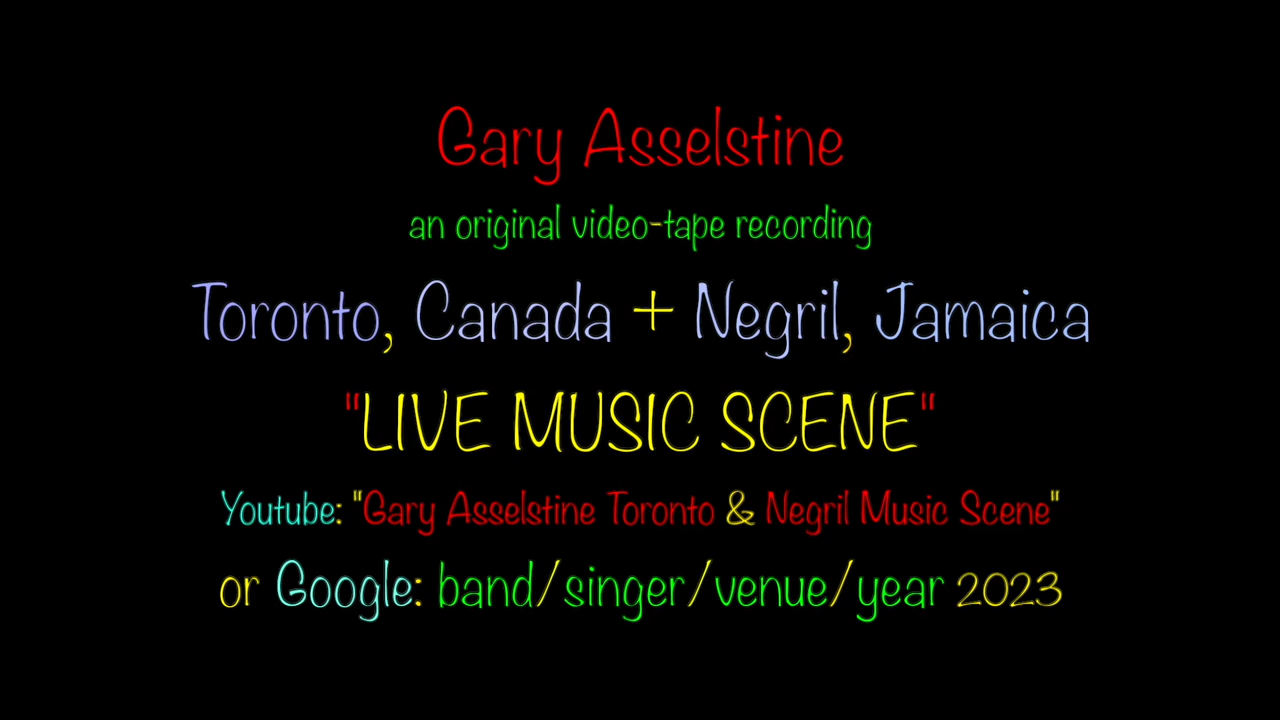 Gary Asselstine
an original video-tape recording
Toronto, Canada + Negril, Jamaica
"LIVE MUSIC SCENE"
Youtube: "Gary Asselstine Toronto & Negril Music Scene"
or Google: band/singer/venue/year 2023